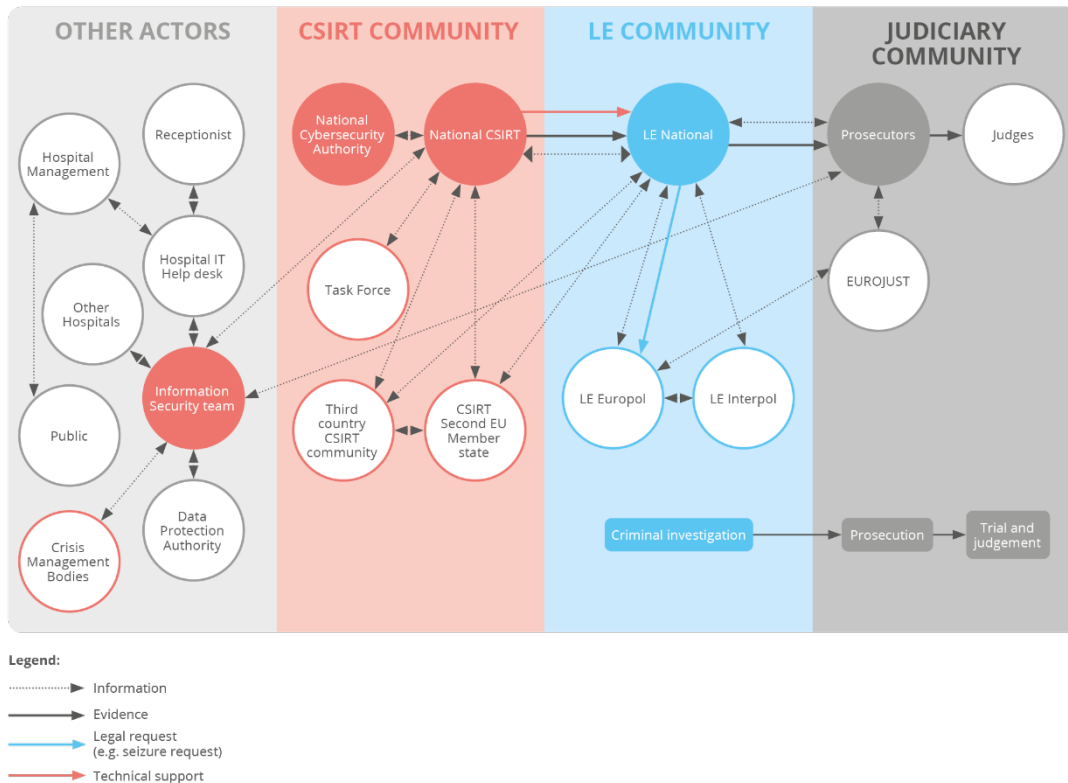 OTHER ACTORS
CSIRT COMMUNITY
LE COMMUNITY
JUDICIARY
COMMUNITY
Hospital
Management
Receptionist
Hospital IT
Help desk
Other
Hospitals
Information
Security team
Public
Data
Protection
Authority
Crisis
Management
Bodies
National
Cybersecurity
Authority
National CSIRT
Task Force
Third
country
CSIRT
community
CSIRT
Second EU
Member
state
LE National
LE Europol
LE Interpol
Prosecutors
Judges
EUROJUST
Criminal investigation
Prosecution
Trial and
judgement
Legend:
Information
Evidence
Legal request
(e.g. seizure request)
Technical support